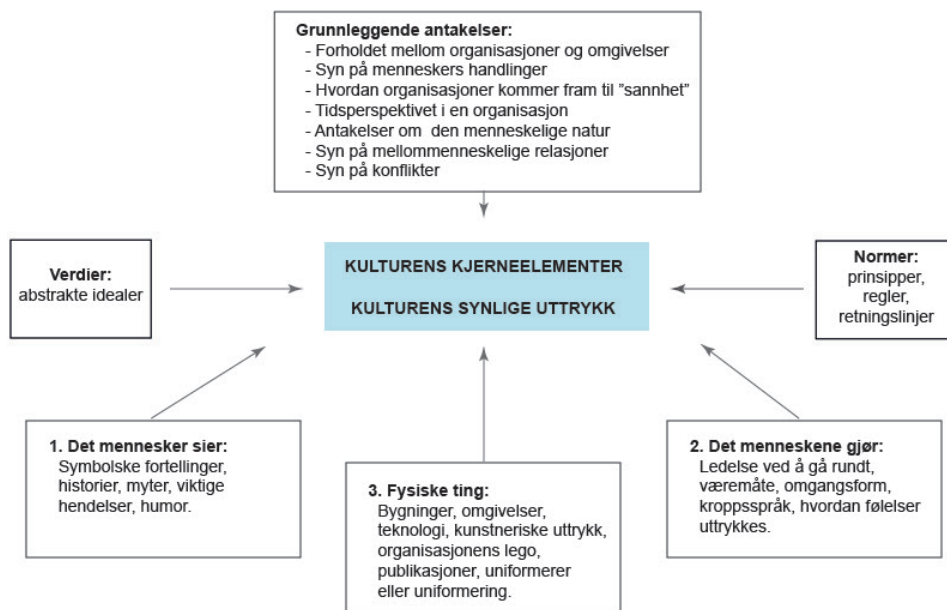 Grunnleggende antakelser:
- Forholdet mellom organisasjoner og omgivelser
- Syn på menneskers handlinger
- Hvordan organisasjoner kommer fram til ”sannhet”
- Tidsperspektivet i en organisasjon
- Antakelser om den menneskelige natur
- Syn på mellommenneskelige relasjoner
- Syn på konflikter
Verdier:
abstrakte idealer
KULTURENS KJERNEELEMENTER
KULTURENS SYNLIGE UTTRYKK
Normer:
prinsipper,
regler,
retningslinjer
1. Det mennesker sier:
Symbolske fortellinger,
historier, myter, viktige
hendelser, humor.
3. Fysiske ting:
Bygninger, omgivelser,
teknologi, kunstneriske uttrykk,
organisasjonens lego,
publikasjoner, uniformerer
eller uniformering.
2. Det menneskene gjør:
Ledelse ved å gå rundt,
væremåte, omgangsform,
kroppsspråk, hvordan følelser
uttrykkes.